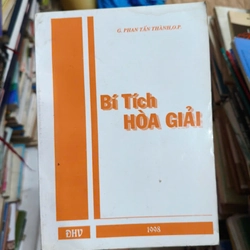 G. PHAN TẤN THÀNH,O.P.
Bí Tích
HÒA GIẢI
ĐHV
1998